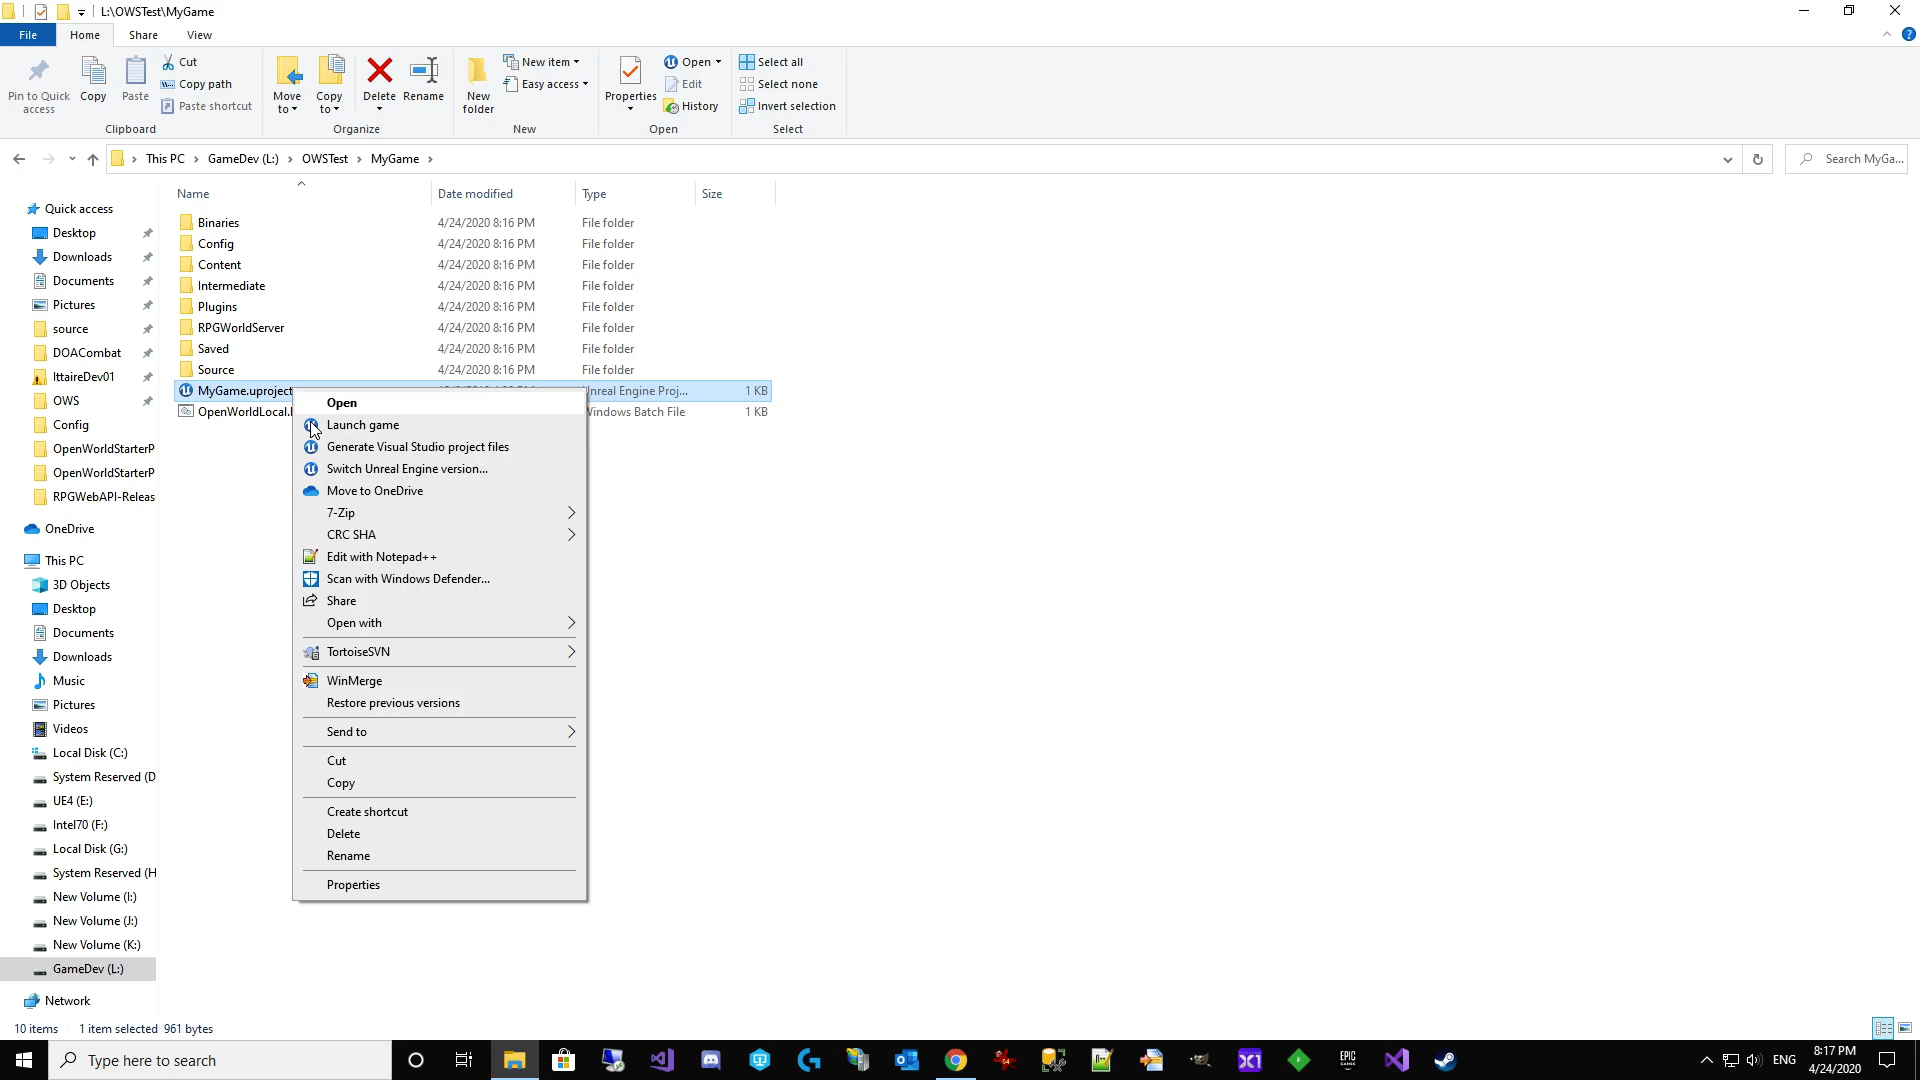 L:\OWSTest\MyGame
File Home Share View
Pin to Quick access
Copy
Paste
Cut
Copy path
Paste shortcut
Clipboard
Move to
Copy to
Delete
Rename
Organize
New folder
New item
Easy access
New
Properties
Open
Edit
History
Open
Select all
Select none
Invert selection
Select
This PC GameDev (L:) OWSTest MyGame
Search MyGa...
Name Date modified Type Size
Quick access
Desktop
Downloads
Documents
Pictures
source
DOACombat
IttaireDev01
OWS
Config
OpenWorldStarterP
OpenWorldStarterP
RPGWebAPI-Releas
OneDrive
This PC
3D Objects
Desktop
Documents
Downloads
Music
Pictures
Videos
Local Disk (C:)
System Reserved (D
UE4 (E:)
Intel70 (F:)
Local Disk (G:)
System Reserved (H
New Volume (I:)
New Volume (J:)
New Volume (K:)
GameDev (L:)
Network
Binaries 4/24/2020 8:16 PM File folder
Config 4/24/2020 8:16 PM File folder
Content 4/24/2020 8:16 PM File folder
Intermediate 4/24/2020 8:16 PM File folder
Plugins 4/24/2020 8:16 PM File folder
RPGWorldServer 4/24/2020 8:16 PM File folder
Saved 4/24/2020 8:16 PM File folder
Source 4/24/2020 8:16 PM File folder
MyGame.uproject nreal Engine Proj... 1 KB
OpenWorldLocal. Windows Batch File 1 KB
Open
Launch game
Generate Visual Studio project files
Switch Unreal Engine version...
Move to OneDrive
7-Zip
CRC SHA
Edit with Notepad++
Scan with Windows Defender...
Share
Open with
TortoiseSVN
WinMerge
Restore previous versions
Send to
Cut
Copy
Create shortcut
Delete
Rename
Properties
10 items 1 item selected 961 bytes
Type here to search
EPIC GAMES
ENG
8:17 PM
4/24/2020